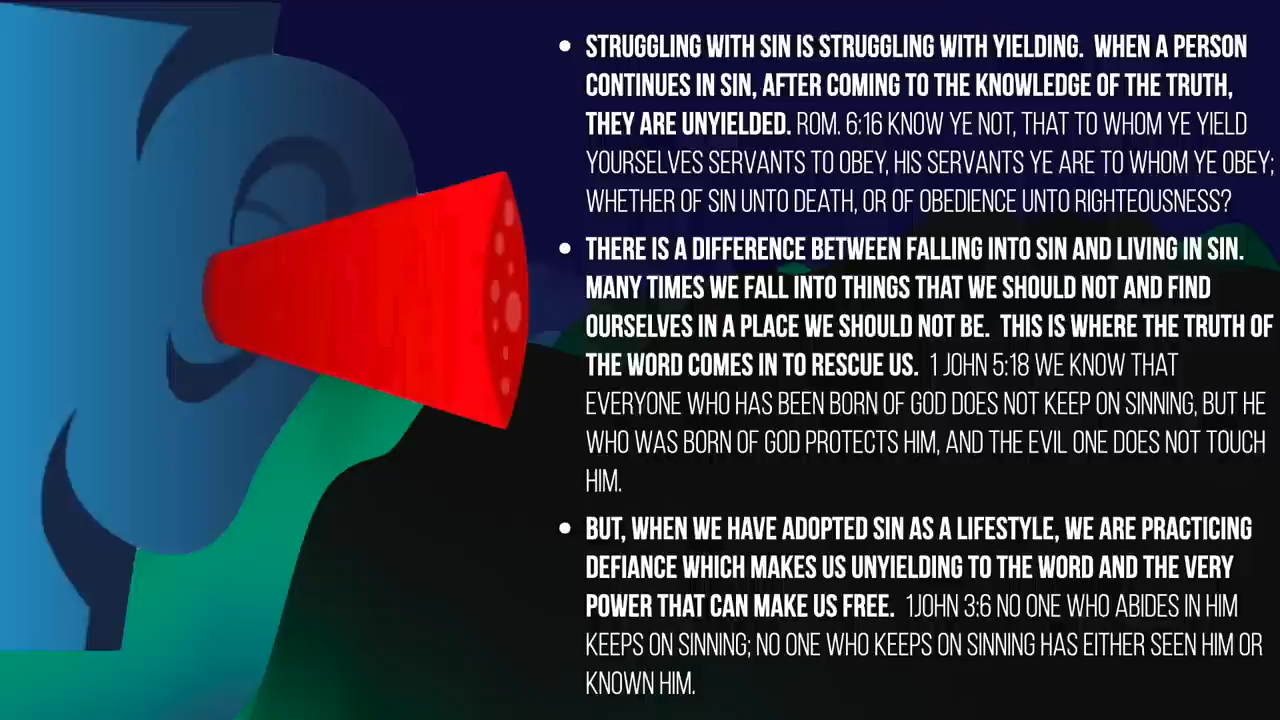 • STRUGGLING WITH SIN IS STRUGGLING WITH YIELDING. WHEN A PERSON
CONTINUES IN SIN, AFTER COMING TO THE KNOWLEDGE OF THE TRUTH,
THEY ARE UNYIELDED. ROM. 6:16 KNOW YE NOT, THAT TO WHOM YE YIELD
YOURSELVES SERVANTS TO OBEY, HIS SERVANTS YE ARE TO WHOM YE OBEY;
WHETHER OF SIN UNTO DEATH, OR OF OBEDIENCE UNTO RIGHTEOUSNESS?
• THERE IS A DIFFERENCE BETWEEN FALLING INTO SIN AND LIVING IN SIN.
MANY TIMES WE FALL INTO THINGS THAT WE SHOULD NOT AND FIND
OURSELVES IN A PLACE WE SHOULD NOT BE. THIS IS WHERE THE TRUTH OF
THE WORD COMES IN TO RESCUE US. 1 JOHN 5:18 WE KNOW THAT
EVERYONE WHO HAS BEEN BORN OF GOD DOES NOT KEEP ON SINNING, BUT HE
WHO WAS BORN OF GOD PROTECTS HIM, AND THE EVIL ONE DOES NOT TOUCH
HIM.
• BUT, WHEN WE HAVE ADOPTED SIN AS A LIFESTYLE, WE ARE PRACTICING
DEFIANCE WHICH MAKES US UNYIELDING TO THE WORD AND THE VERY
POWER THAT CAN MAKE US FREE. 1JOHN 3:6 NO ONE WHO ABIDES IN HIM
KEEPS ON SINNING; NO ONE WHO KEEPS ON SINNING HAS EITHER SEEN HIM OR
KNOWN HIM.